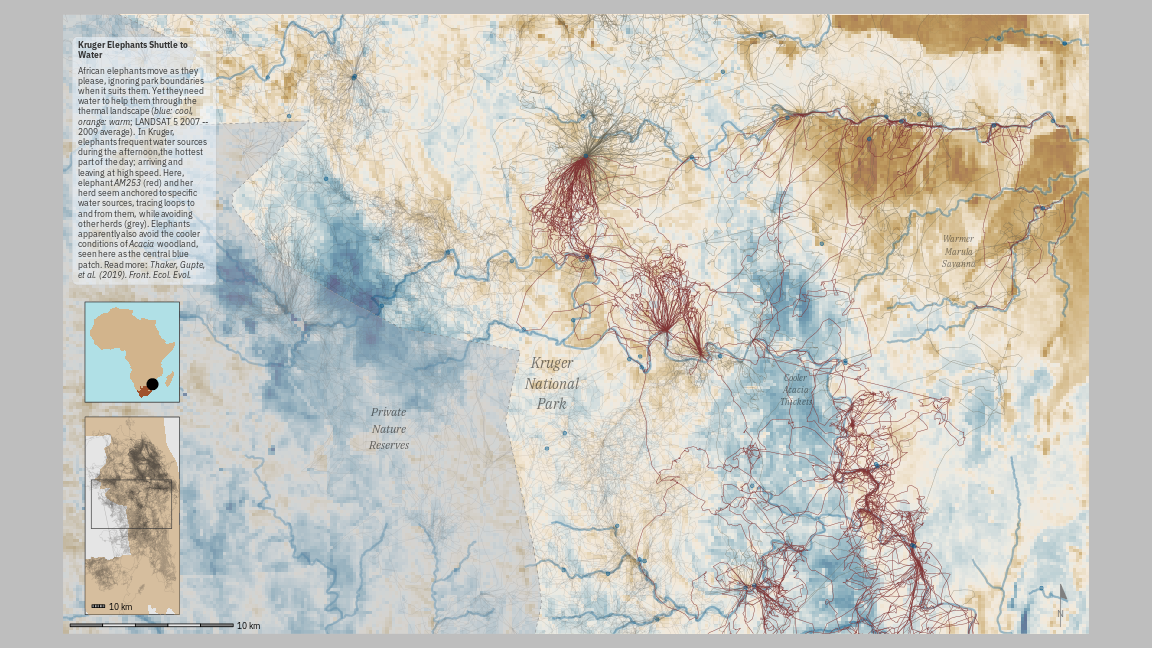 Kruger Elephants Shuttle to
Water
African elephants move as they
please, ignoring park boundaries
when it suits them. Yet they need
water to help them through the
thermal landscape (blue: cool,
orange: warm; LANDSAT 5 2007 --
2009 average). In Kruger,
elephants frequent water sources
during the afternoon,the hottest
part of the day; arriving and
leaving at high speed. Here,
elephant AM253 (red) and her
herd seem anchored to specific
water sources, tracing loops to
and from them, while avoiding
other herds (grey). Elephants
apparently also avoid the cooler
conditions of Acacia woodland,
seen here as the central blue
patch. Read more: Thaker, Gupte,
et al. (2019). Front. Ecol. Evol.
Warmer
Marula
Savanna
Kruger
National
Park
Cooler
Acacia
Thickets
Private
Nature
Reserves
10 km
10 km
N